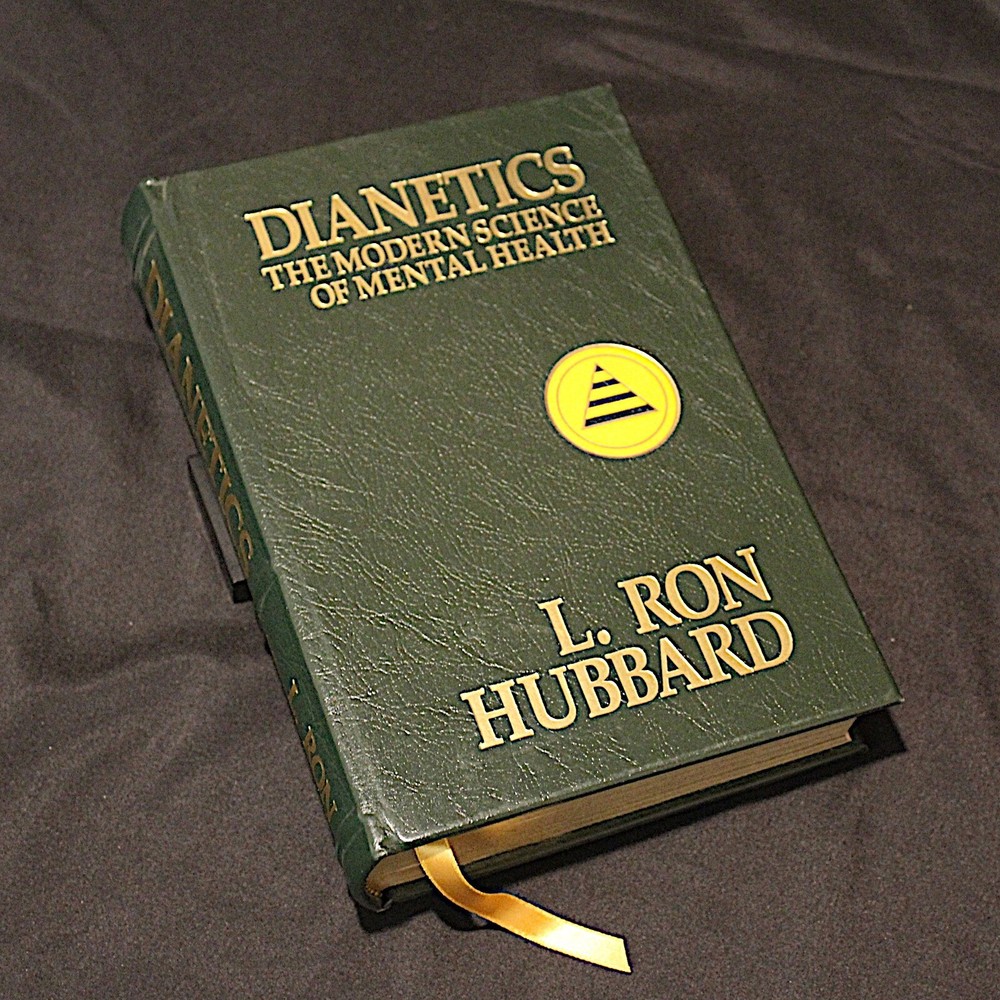 DIANETICS
THE MODERN SCIENCE
OF MENTAL HEALTH
L. RON
HUBBARD
DIANETICS
L. RON